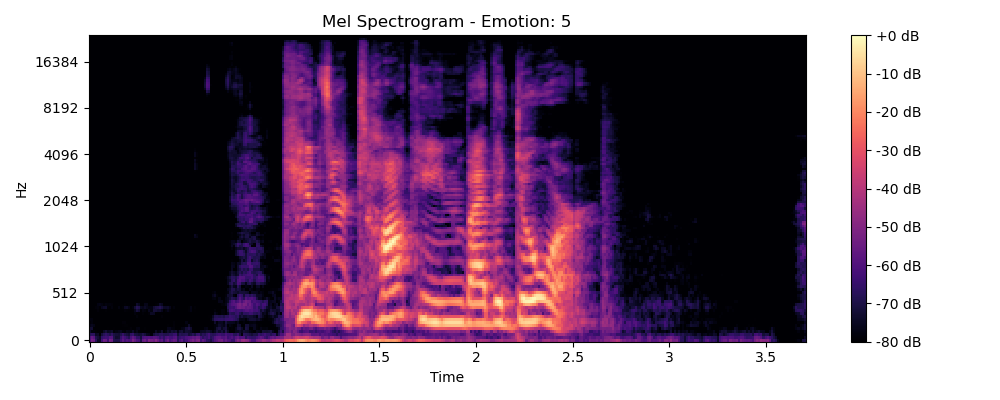 Mel Spectrogram - Emotion: 5
Hz
16384
8192
4096
2048
1024
512
0
0 0.5 1 1.5 2 2.5 3 3.5
Time
+0 dB
-10 dB
-20 dB
-30 dB
-40 dB
-50 dB
-60 dB
-70 dB
-80 dB